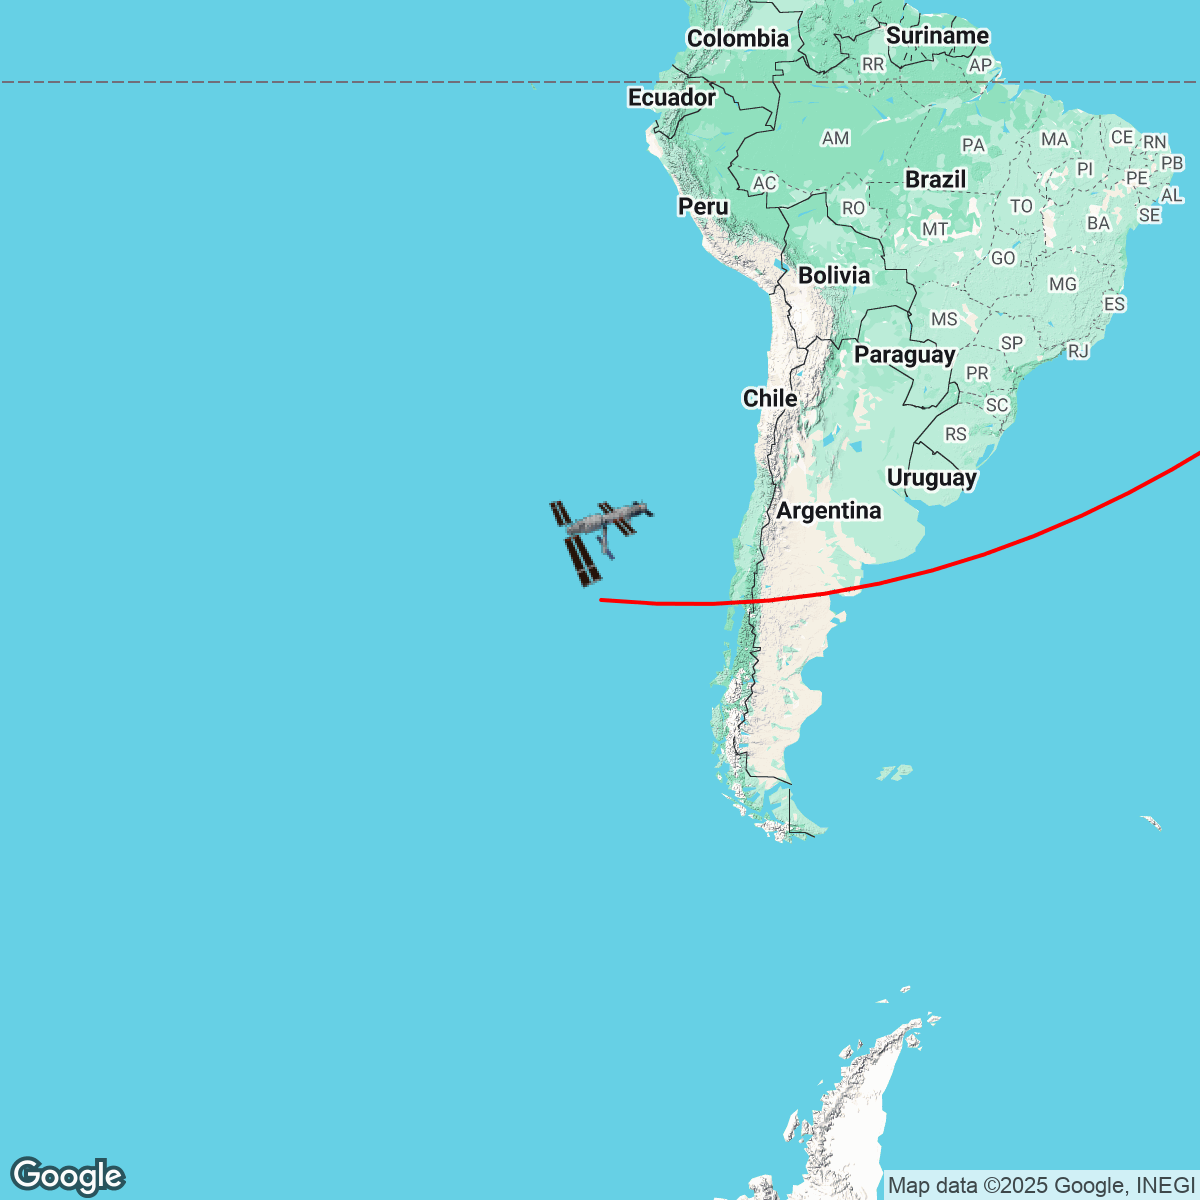 Colombia
Suriname
RR
AP
Ecuador
AM
PA
MA
CE
RN
PI
PE
PB
AC
Brazil
AL
Peru
RO
TO
SE
MT
BA
GO
Bolivia
MG
MS
ES
SP
RJ
Paraguay
PR
Chile
SC
RS
Uruguay
Argentina
Google
Map data ©2025 Google, INEGI